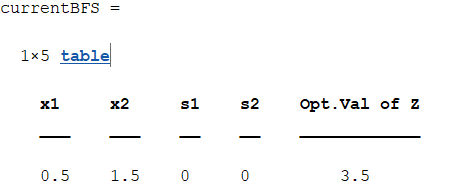 currentBFS =
1×5 table
x1 x2 s1 s2 Opt.Val of Z
0.5 1.5 0 0 3.5